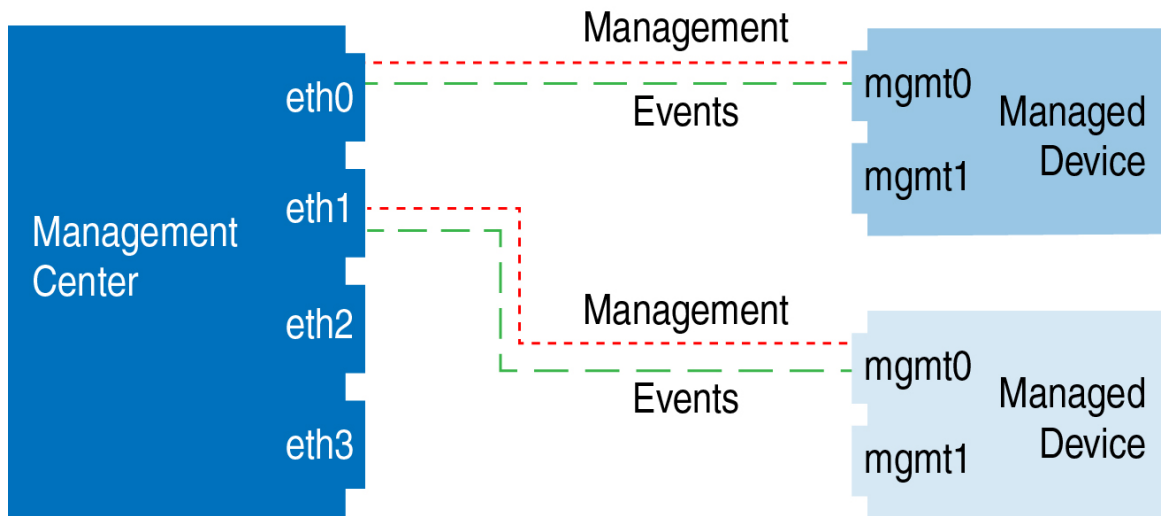 Management
Center
eth0
eth1
eth2
eth3
Management
Events
mgmt0
mgmt1
Managed
Device
Management
Events
mgmt0
mgmt1
Managed
Device